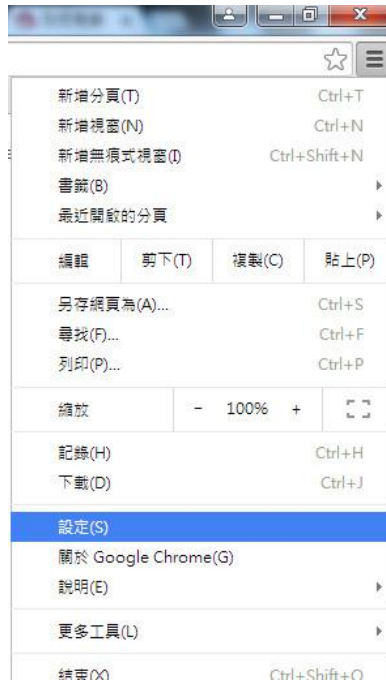 新增分頁(T) Ctrl+T
新增視窗(N) Ctrl+N
新增無痕式視窗(I) Ctrl+Shift+N
書籤(B)
最近開啟的分頁
編輯 剪下(T) 複製(C) 貼上(P)
另存網頁為(A)... Ctrl+S
尋找(F)... Ctrl+F
列印(P)... Ctrl+P
縮放 - 100% +
記錄(H) Ctrl+H
下載(D) Ctrl+J
設定(S)
關於 Google Chrome(G)
說明(E)
更多工具(L)
結束(X) Ctrl+Shift+Q